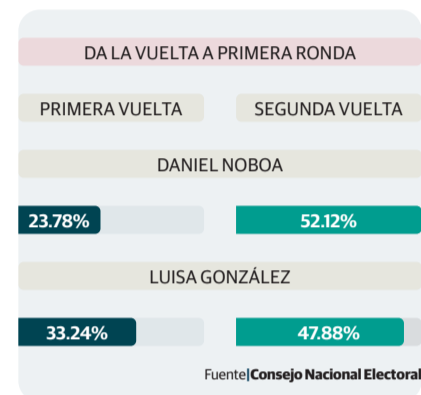 DA LA VUELTA A PRIMERA RONDA
PRIMERA VUELTA SEGUNDA VUELTA
DANIEL NOBOA
23.78% 52.12%
LUISA GONZÁLEZ
33.24% 47.88%
Fuente|Consejo Nacional Electoral